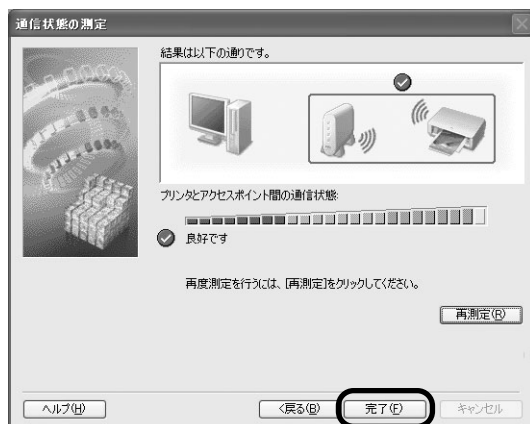 通信状態の測定
結果は以下の通りです。
プリンタとアクセスポイント間の通信状態:
良好です
再度測定を行うには、[再測定]をクリックしてください。
再測定(R)
ヘルプ(H)
<戻る(B)
完了(F)
キャンセル